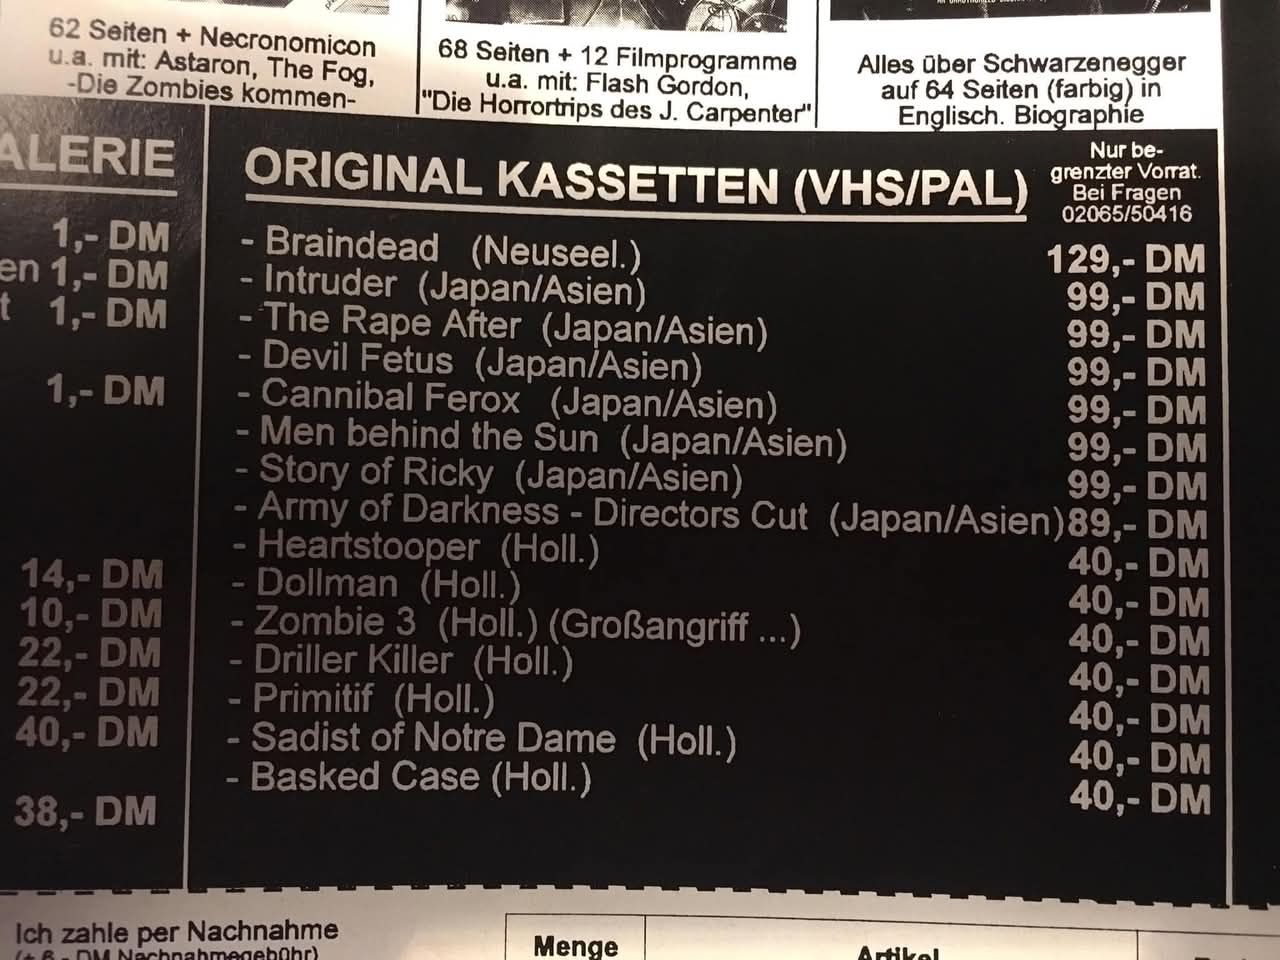 62 Seiten + Necronomicon
u.a. mit: Astaron, The Fog,
-Die Zombies kommen-
68 Seiten + 12 Filmprogramme
u.a. mit: Flash Gordon,
"Die Horrortrips des J. Carpenter"
Alles über Schwarzenegger
auf 64 Seiten (farbig) in
Englisch. Biographie
ALERIE
1,- DM
en 1,- DM
t 1,- DM
1,- DM
14,- DM
10,- DM
22,- DM
22,- DM
40,- DM
38,- DM
ORIGINAL KASSETTEN (VHS/PAL)
Nur be-
grenzter Vorrat.
Bei Fragen
02065/50416
- Braindead (Neuseel.) 129,- DM
- Intruder (Japan/Asien) 99,- DM
- The Rape After (Japan/Asien) 99,- DM
- Devil Fetus (Japan/Asien) 99,- DM
- Cannibal Ferox (Japan/Asien) 99,- DM
- Men behind the Sun (Japan/Asien) 99,- DM
- Story of Ricky (Japan/Asien) 99,- DM
- Army of Darkness - Directors Cut (Japan/Asien) 89,- DM
- Heartstooper (Holl.) 40,- DM
- Dollman (Holl.) 40,- DM
- Zombie 3 (Holl.) (Großangriff ...) 40,- DM
- Driller Killer (Holl.) 40,- DM
- Primitif (Holl.) 40,- DM
- Sadist of Notre Dame (Holl.) 40,- DM
- Basked Case (Holl.) 40,- DM
Ich zahle per Nachnahme
(+ 6,- DM Nachnahmegebühr)
Menge
Artikel